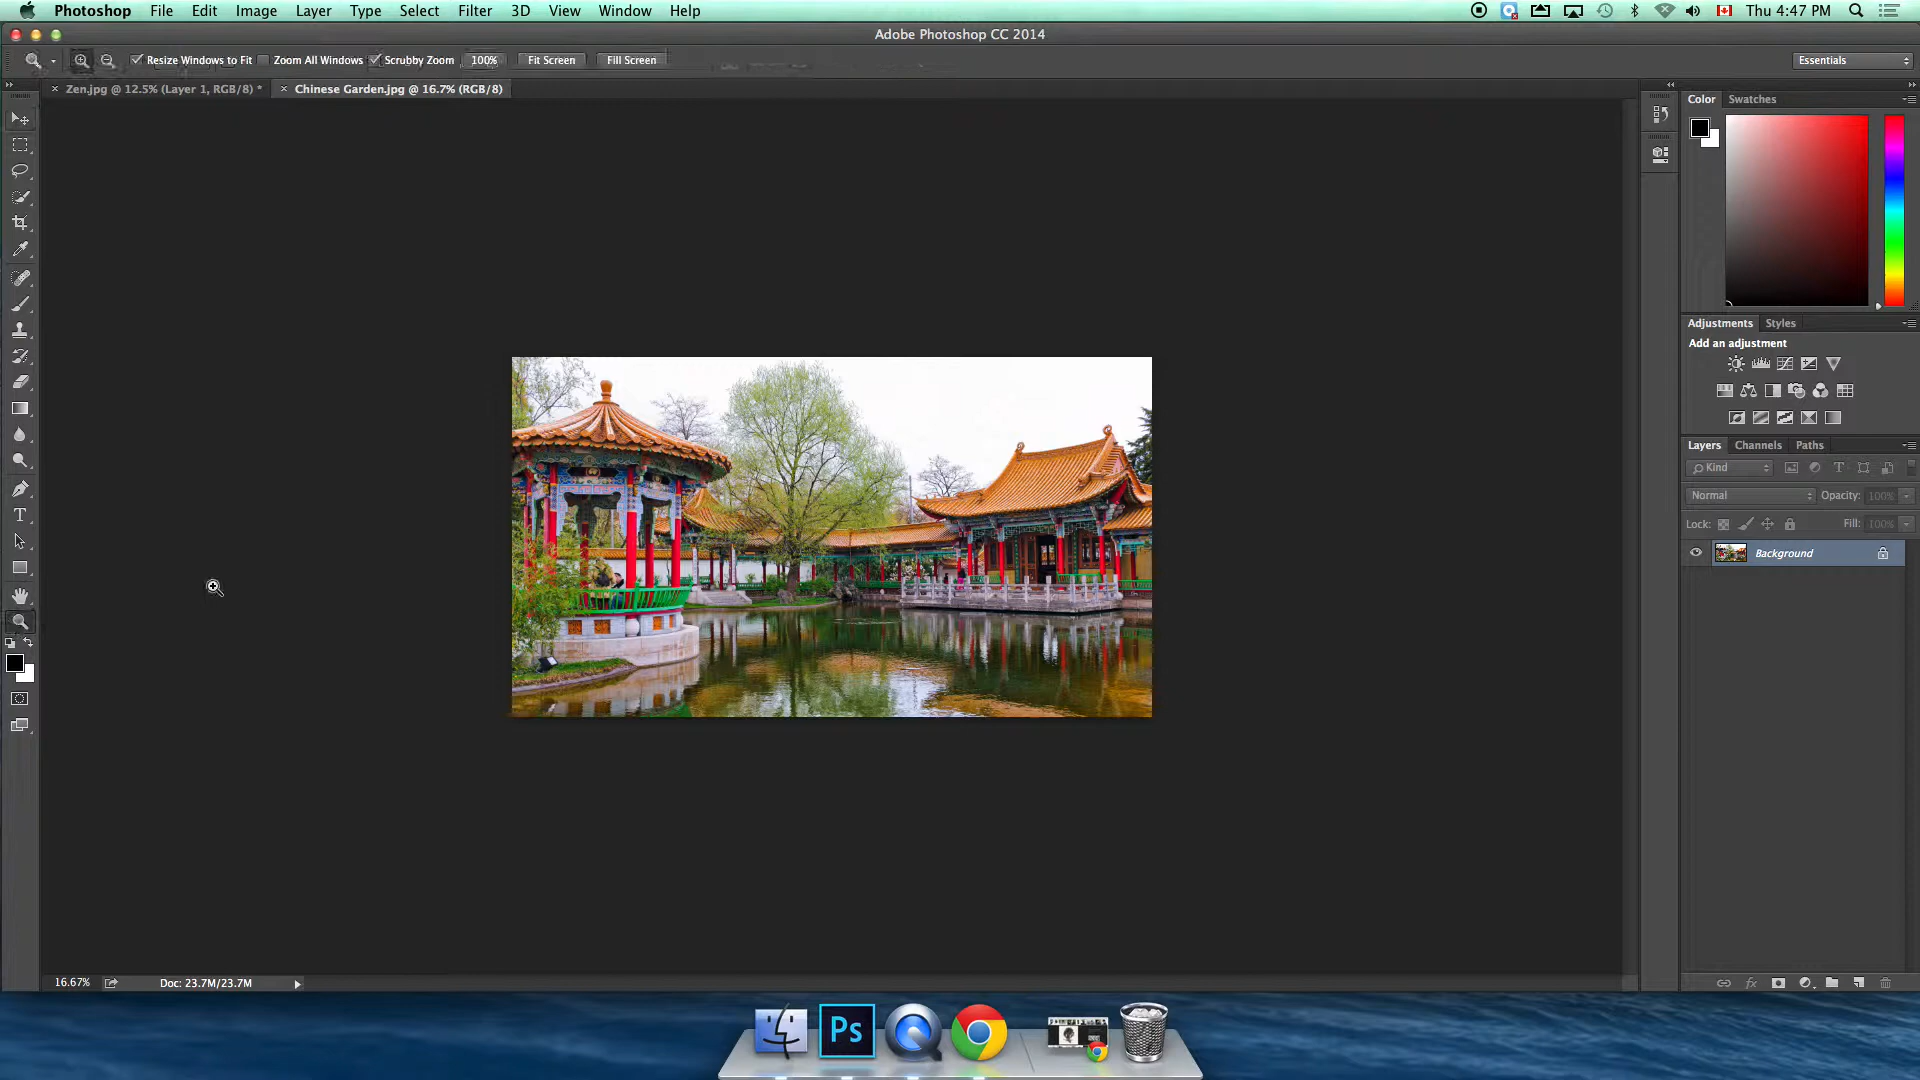 Photoshop File Edit Image Layer Type Select Filter 3D View Window Help Thu 4:47 PM
Adobe Photoshop CC 2014
Resize Windows to Fit Zoom All Windows Scrubby Zoom 100% Fit Screen Fill Screen Essentials
Zen.jpg @ 12.5% (Layer 1, RGB/8) * Chinese Garden.jpg @ 16.7% (RGB/8)
Color Swatches
Adjustments Styles
Add an adjustment
Layers Channels Paths
Kind
Normal Opacity: 100%
Lock: Fill: 100%
Background
T
16.67% Doc: 23.7M/23.7M
fx
Ps